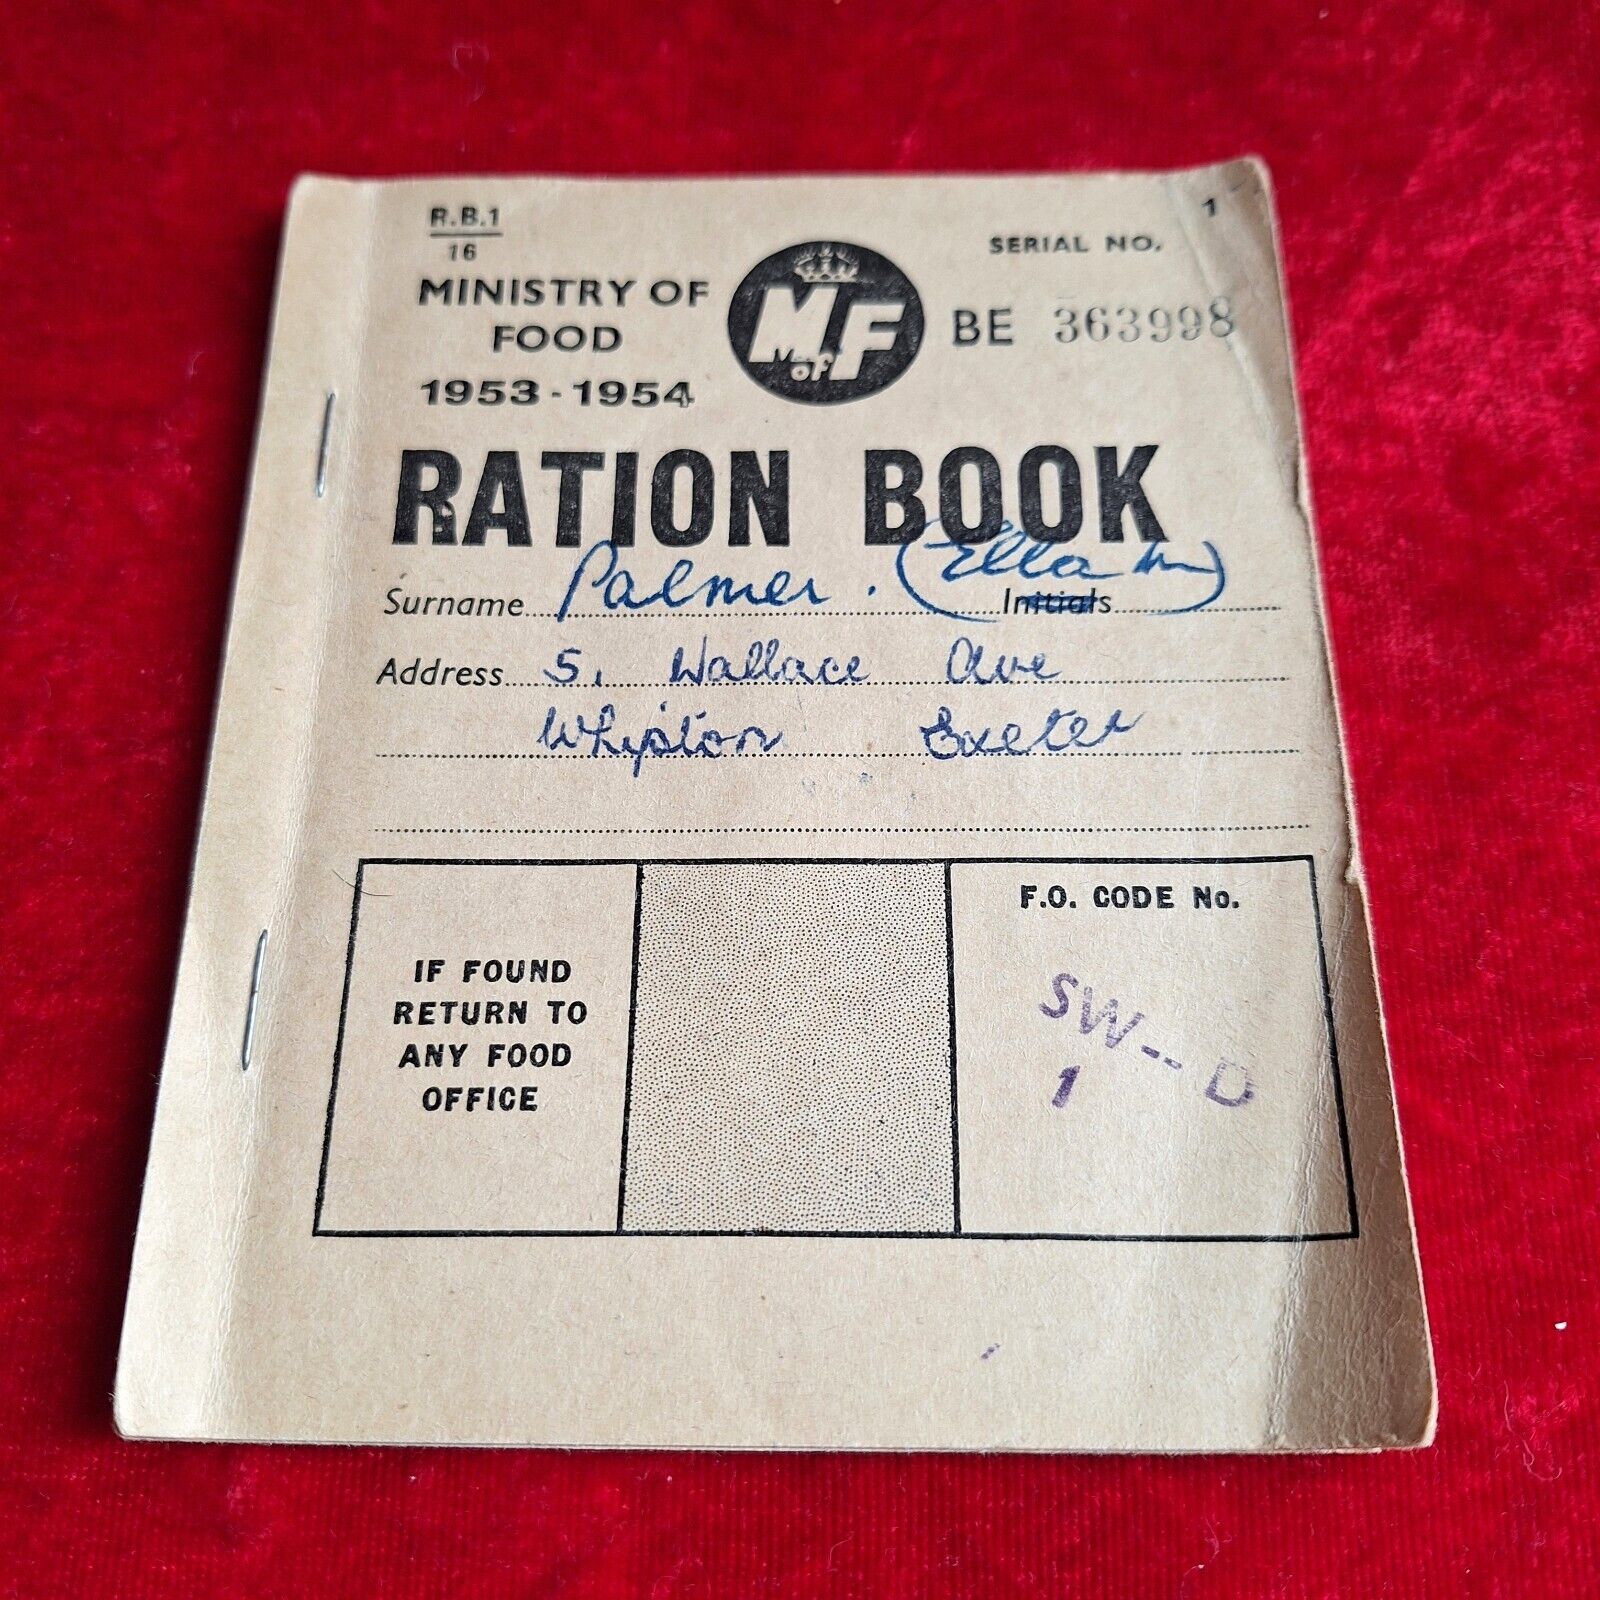 R.B.1
16
1
MINISTRY OF
FOOD
1953-1954
M of F
SERIAL NO.
BE 363998
RATION BOOK
Surname Palmer. (Ella M) Initials
Address 5, Wallace Ave
Whipton Exeter
IF FOUND
RETURN TO
ANY FOOD
OFFICE
F.O. CODE No.
SW--D
1